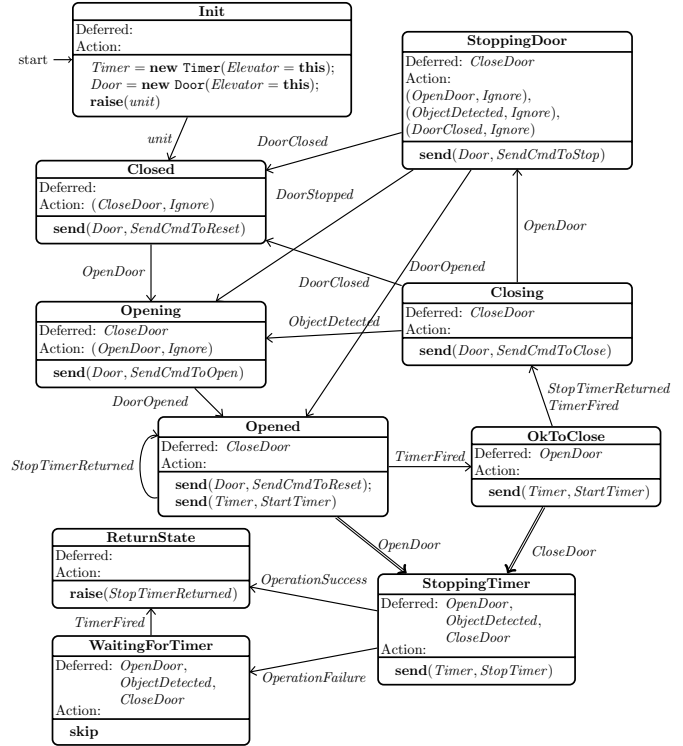 Init
Deferred:
Action:
Timer = new Timer(Elevator = this);
Door = new Door(Elevator = this);
raise(unit)
start
StoppingDoor
Deferred: CloseDoor
Action:
(OpenDoor, Ignore),
(ObjectDetected, Ignore),
(DoorClosed, Ignore)
send(Door, SendCmdToStop)
unit
DoorClosed
Closed
Deferred:
Action: (CloseDoor, Ignore)
send(Door, SendCmdToReset)
DoorStopped
OpenDoor
OpenDoor
DoorClosed
DoorOpened
Closing
Deferred: CloseDoor
Action:
send(Door, SendCmdToClose)
Opening
Deferred: CloseDoor
Action: (OpenDoor, Ignore)
send(Door, SendCmdToOpen)
ObjectDetected
DoorOpened
StopTimerReturned
TimerFired
Opened
Deferred: CloseDoor
Action:
send(Door, SendCmdToReset);
send(Timer, StartTimer)
StopTimerReturned
TimerFired
OkToClose
Deferred: OpenDoor
Action:
send(Timer, StartTimer)
OpenDoor
CloseDoor
ReturnState
Deferred:
Action:
raise(StopTimerReturned)
OperationSuccess
StoppingTimer
Deferred: OpenDoor,
ObjectDetected,
CloseDoor
Action:
send(Timer, StopTimer)
TimerFired
OperationFailure
WaitingForTimer
Deferred: OpenDoor,
ObjectDetected,
CloseDoor
Action:
skip